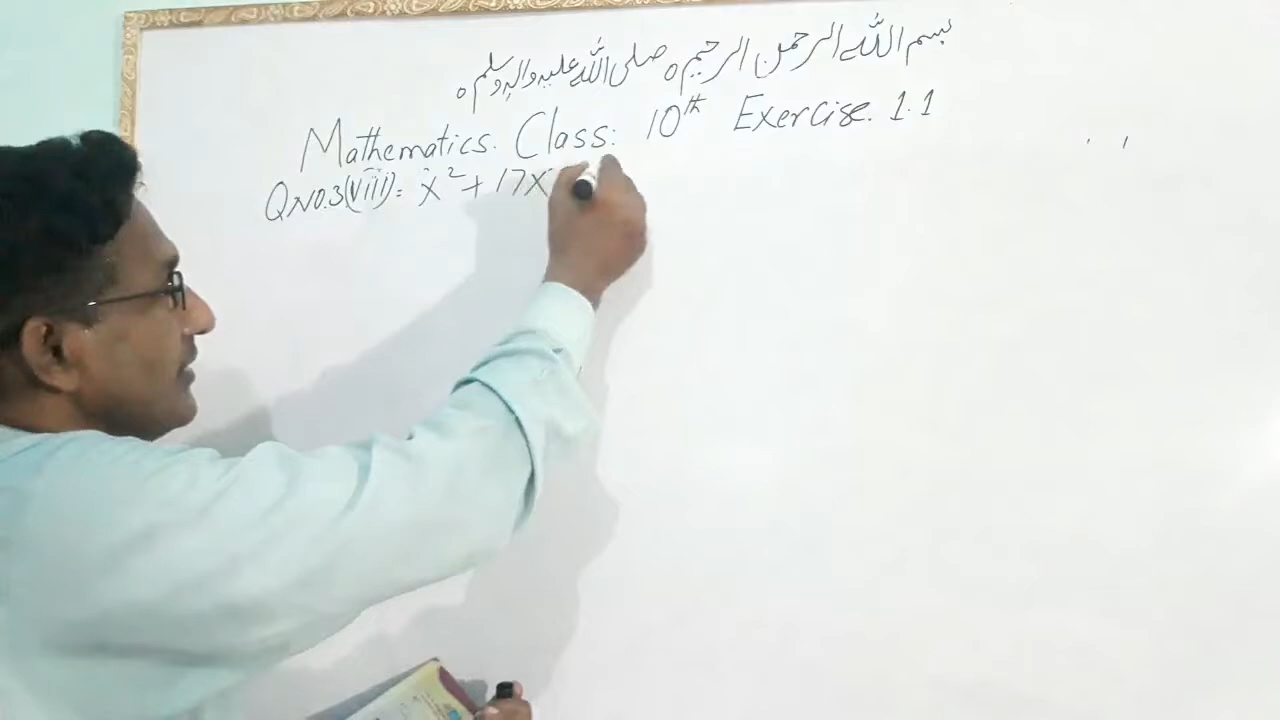 بسم اللہ الرحمن الرحیم ہ صلی اللہ علیہ والہ وسلم ہ
Mathematics. Class: 10th Exercise. 1.1
Q.No.3(viii): x² + 17x